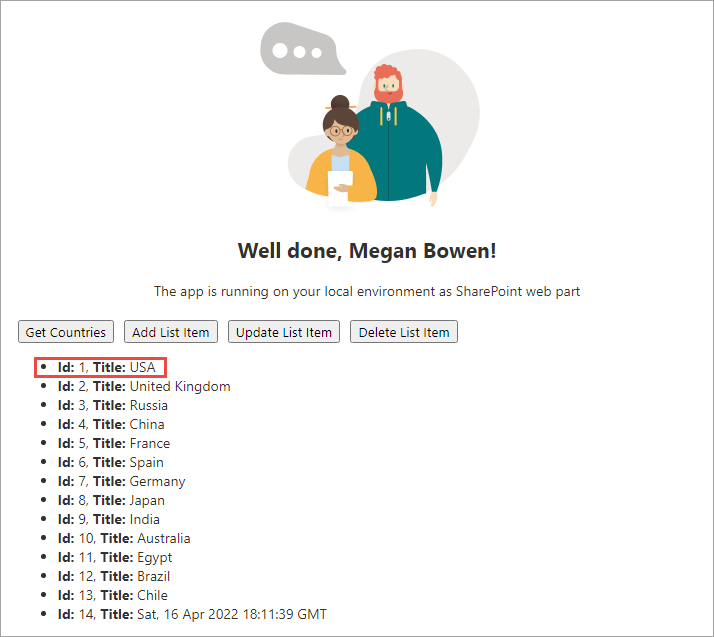 Well done, Megan Bowen!
The app is running on your local environment as SharePoint web part
Get Countries Add List Item Update List Item Delete List Item
Id: 1, Title: USA
Id: 2, Title: United Kingdom
Id: 3, Title: Russia
Id: 4, Title: China
Id: 5, Title: France
Id: 6, Title: Spain
Id: 7, Title: Germany
Id: 8, Title: Japan
Id: 9, Title: India
Id: 10, Title: Australia
Id: 11, Title: Egypt
Id: 12, Title: Brazil
Id: 13, Title: Chile
Id: 14, Title: Sat, 16 Apr 2022 18:11:39 GMT